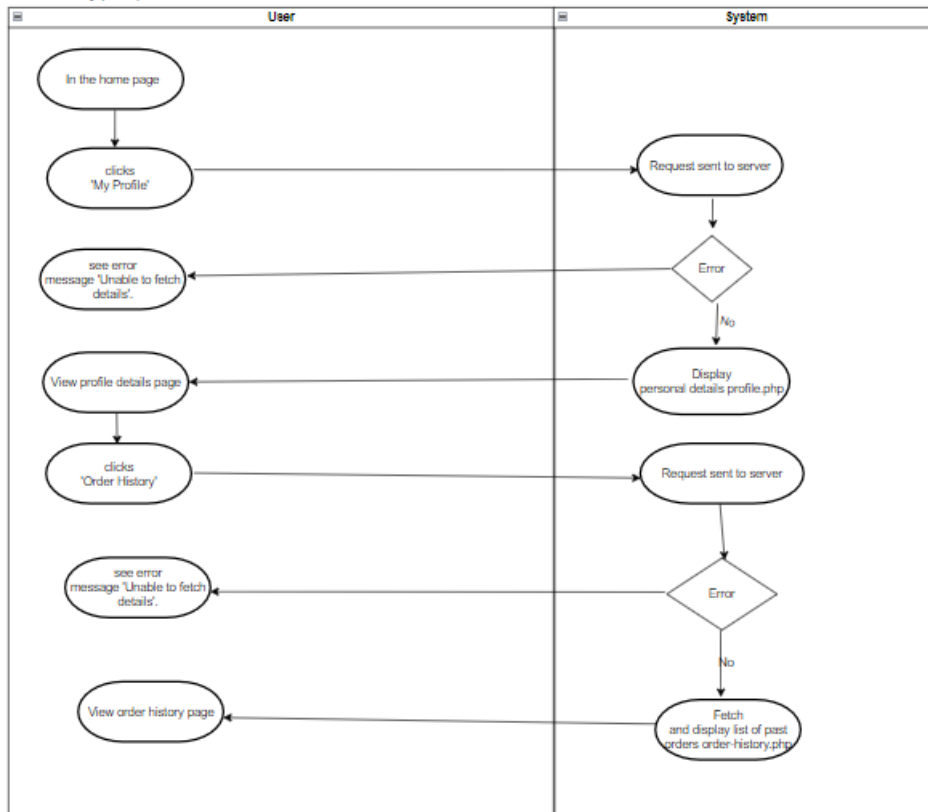 User
System
In the home page
clicks
'My Profile'
Request sent to server
see error
message 'Unable to fetch
details'.
Error
No
View profile details page
Display
personal details profile.php
clicks
'Order History'
Request sent to server
see error
message 'Unable to fetch
details'.
Error
No
View order history page
Fetch
and display list of past
orders order-history.php